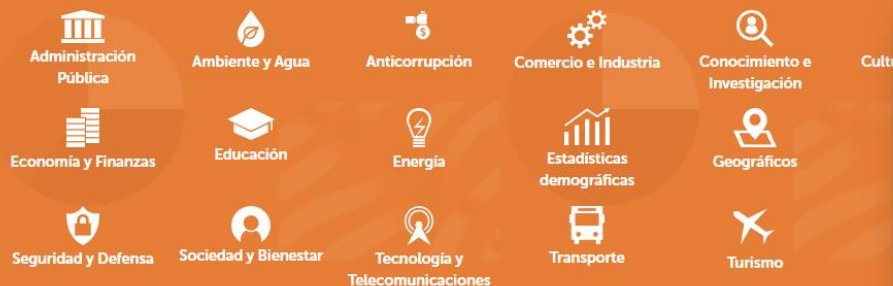 Administración
Pública
Ambiente y Agua
Anticorrupción
Comercio e Industria
Conocimiento e
Investigación
Economía y Finanzas
Educación
Energía
Estadísticas
demográficas
Geográficos
Seguridad y Defensa
Sociedad y Bienestar
Tecnología y
Telecomunicaciones
Transporte
Turismo